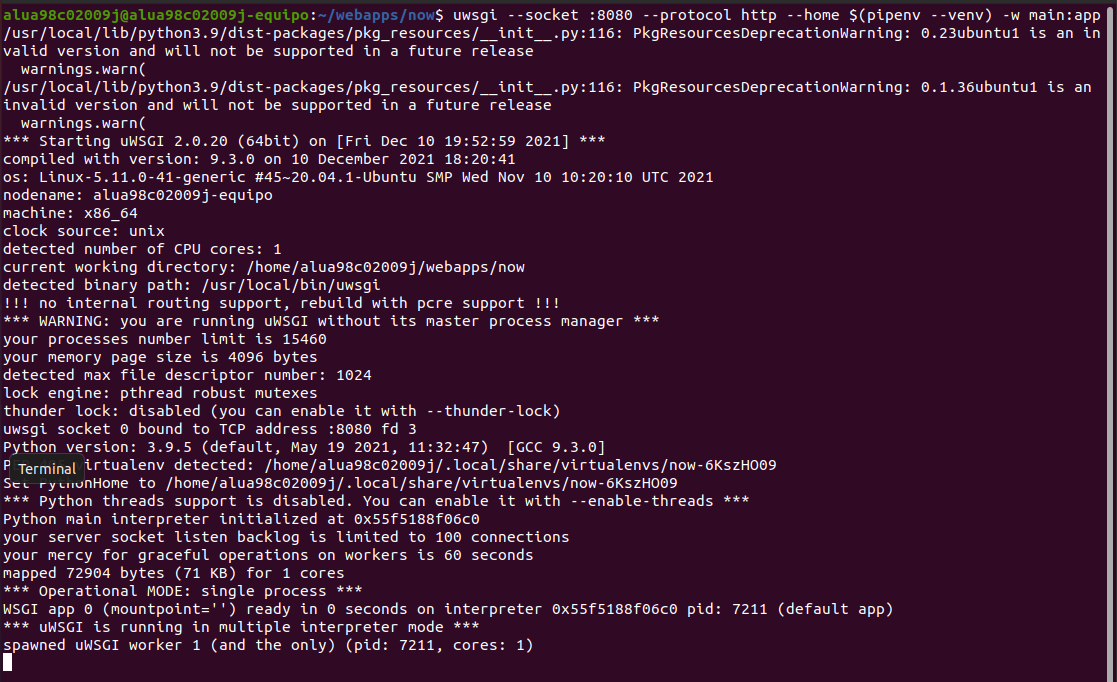 alua98c02009j@alua98c02009j-equipo:~/webapps/now$ uwsgi --socket :8080 --protocol http --home $(pipenv --venv) -w main:app
/usr/local/lib/python3.9/dist-packages/pkg_resources/__init__.py:116: PkgResourcesDeprecationWarning: 0.23ubuntu1 is an in
valid version and will not be supported in a future release
  warnings.warn(
/usr/local/lib/python3.9/dist-packages/pkg_resources/__init__.py:116: PkgResourcesDeprecationWarning: 0.1.36ubuntu1 is an 
invalid version and will not be supported in a future release
  warnings.warn(
*** Starting uWSGI 2.0.20 (64bit) on [Fri Dec 10 19:52:59 2021] ***
compiled with version: 9.3.0 on 10 December 2021 18:20:41
os: Linux-5.11.0-41-generic #45~20.04.1-Ubuntu SMP Wed Nov 10 10:20:10 UTC 2021
nodename: alua98c02009j-equipo
machine: x86_64
clock source: unix
detected number of CPU cores: 1
current working directory: /home/alua98c02009j/webapps/now
detected binary path: /usr/local/bin/uwsgi
!!! no internal routing support, rebuild with pcre support !!!
*** WARNING: you are running uWSGI without its master process manager ***
your processes number limit is 15460
your memory page size is 4096 bytes
detected max file descriptor number: 1024
lock engine: pthread robust mutexes
thunder lock: disabled (you can enable it with --thunder-lock)
uwsgi socket 0 bound to TCP address :8080 fd 3
Python version: 3.9.5 (default, May 19 2021, 11:32:47)  [GCC 9.3.0]
Terminal
virtualenv detected: /home/alua98c02009j/.local/share/virtualenvs/now-6KszHO09
Set PythonHome to /home/alua98c02009j/.local/share/virtualenvs/now-6KszHO09
*** Python threads support is disabled. You can enable it with --enable-threads ***
Python main interpreter initialized at 0x55f5188f06c0
your server socket listen backlog is limited to 100 connections
your mercy for graceful operations on workers is 60 seconds
mapped 72904 bytes (71 KB) for 1 cores
*** Operational MODE: single process ***
WSGI app 0 (mountpoint='') ready in 0 seconds on interpreter 0x55f5188f06c0 pid: 7211 (default app)
*** uWSGI is running in multiple interpreter mode ***
spawned uWSGI worker 1 (and the only) (pid: 7211, cores: 1)